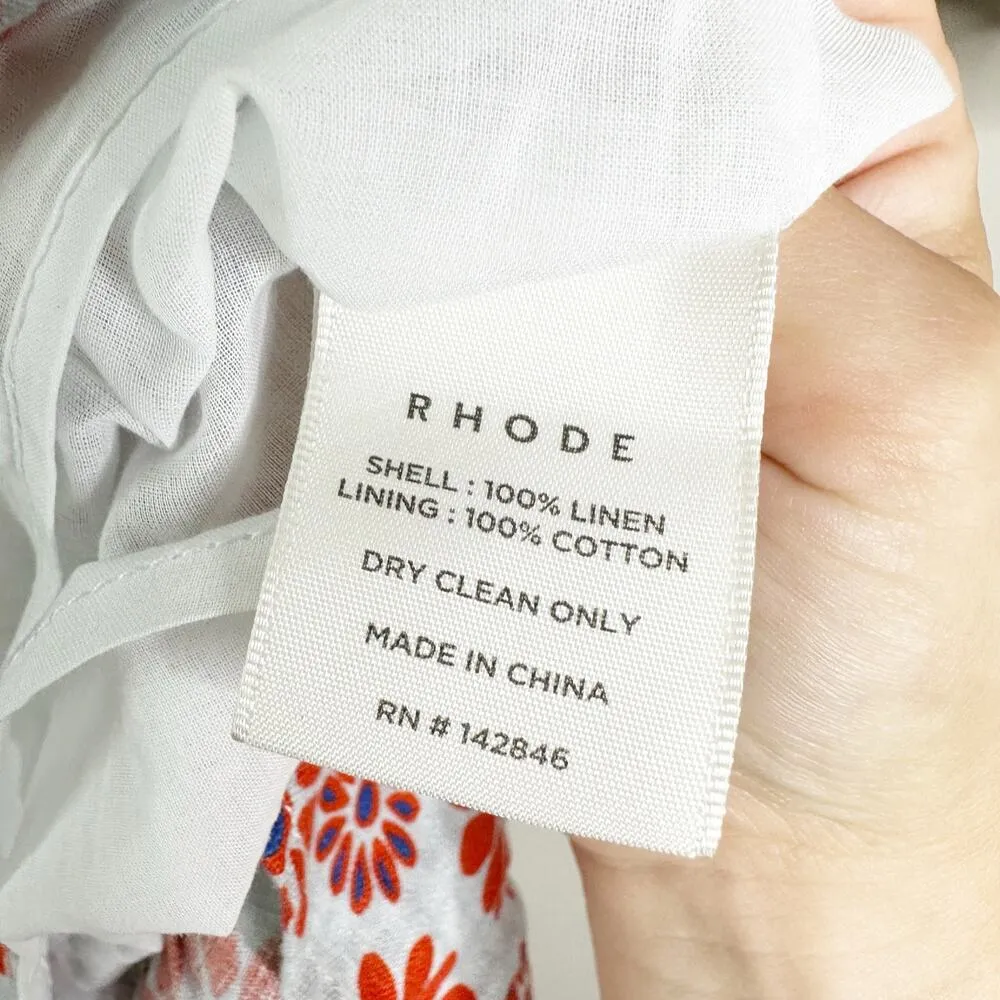 RHODE
SHELL : 100% LINEN
LINING : 100% COTTON
DRY CLEAN ONLY
MADE IN CHINA
RN # 142846